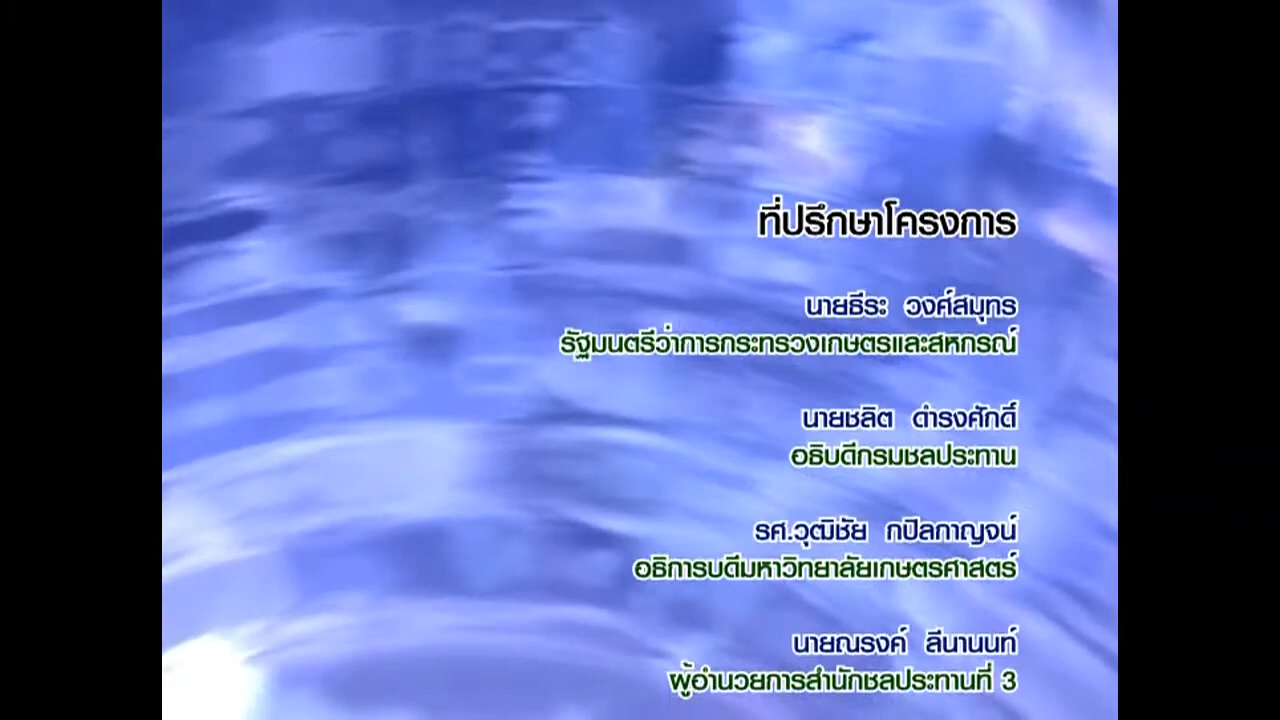 ที่ปรึกษาโครงการ
นายธีระ วงศ์สมุทร
รัฐมนตรีว่าการกระทรวงเกษตรและสหกรณ์
นายชลิต ดำรงศักดิ์
อธิบดีกรมชลประทาน
รศ.วุฒิชัย กปิลกาญจน์
อธิการบดีมหาวิทยาลัยเกษตรศาสตร์
นายณรงค์ ลีนานนท์
ผู้อำนวยการสำนักชลประทานที่ 3